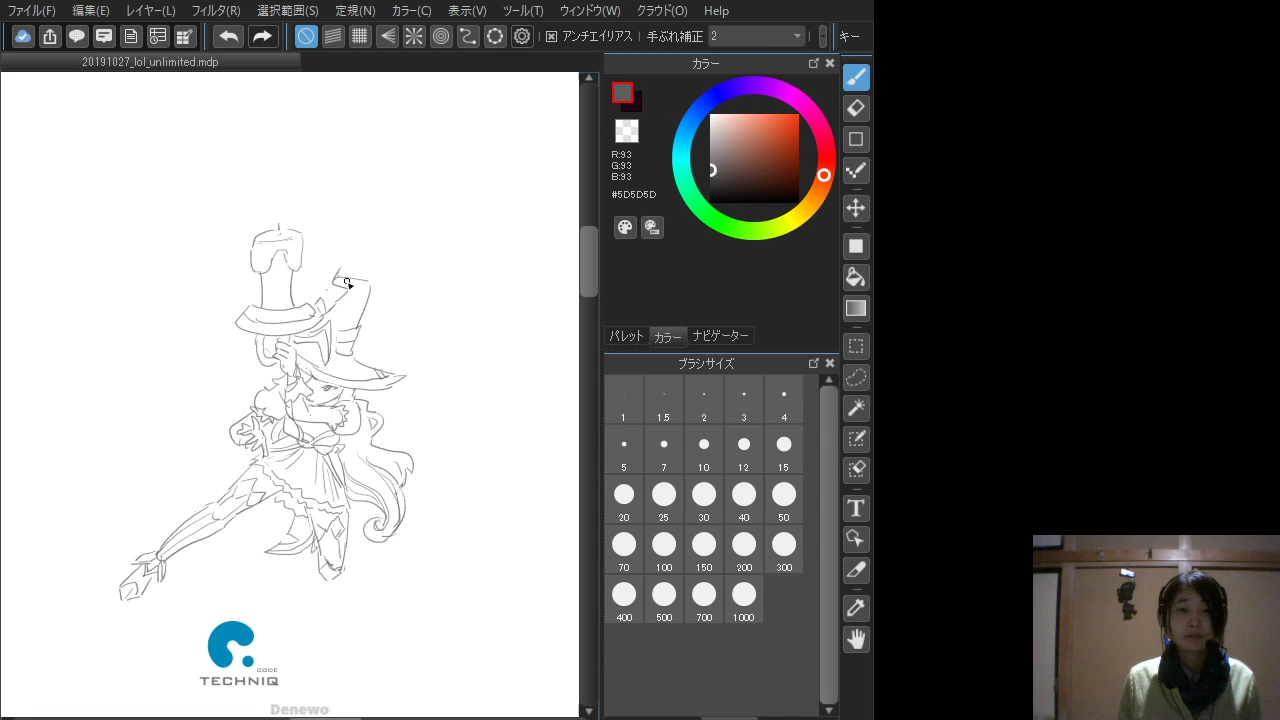 ファイル(F) 編集(E) レイヤー(L) フィルタ(R) 選択範囲(S) 定規(N) カラー(C) 表示(V) ツール(T) ウィンドウ(W) クラウド(O) Help
アンチエイリアス 手ぶれ補正 2 キー
カラー
R:93
G:93
B:93
#5D5D5D
パレット カラー ナビゲーター
ブラシサイズ
1 1.5 2 3 4
5 7 10 12 15
20 25 30 40 50
70 100 150 200 300
400 500 700 1000
T
CODE
TECHNIQ
Denewo